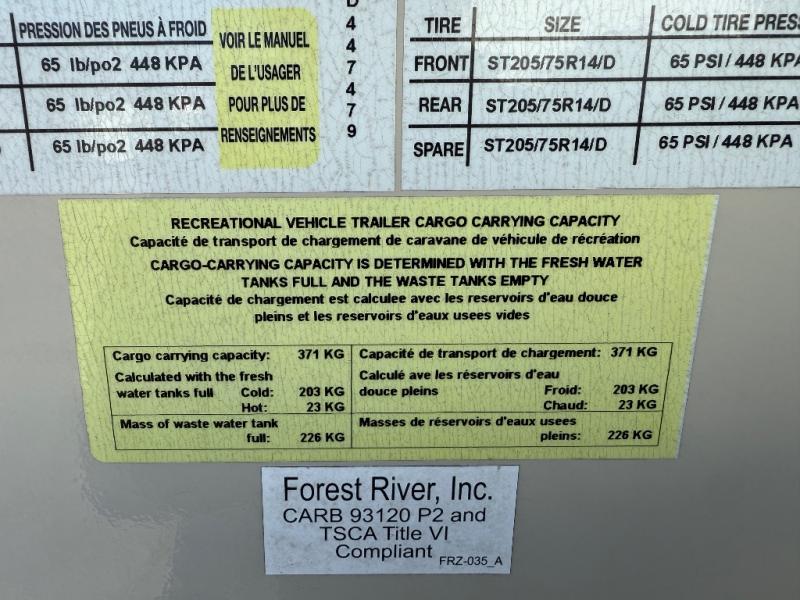 PRESSION DES PNEUS À FROID
65 lb/po2 448 KPA
65 lb/po2 448 KPA
65 lb/po2 448 KPA
VOIR LE MANUEL
DE L'USAGER
POUR PLUS DE
RENSEIGNEMENTS
D
4
4
7
4
7
9
TIRE SIZE COLD TIRE
FRONT ST205/75R14/D 65 PSI / 448 KPA
REAR ST205/75R14/D 65 PSI / 448 KPA
SPARE ST205/75R14/D 65 PSI / 448 KPA
RECREATIONAL VEHICLE TRAILER CARGO CARRYING CAPACITY
Capacité de transport de chargement de caravane de véhicule de récréation
CARGO-CARRYING CAPACITY IS DETERMINED WITH THE FRESH WATER
TANKS FULL AND THE WASTE TANKS EMPTY
Capacité de chargement est calculee avec les reservoirs d'eau douce
pleins et les reservoirs d'eaux usees vides
Cargo carrying capacity: 371 KG
Calculated with the fresh
water tanks full Cold: 203 KG
Hot: 23 KG
Mass of waste water tank
full: 226 KG
Capacité de transport de chargement: 371 KG
Calculé ave les réservoirs d'eau
douce pleins Froid: 203 KG
Chaud: 23 KG
Masses de réservoirs d'eaux usees
pleins: 226 KG
Forest River, Inc.
CARB 93120 P2 and
TSCA Title VI
Compliant
FRZ-035_A